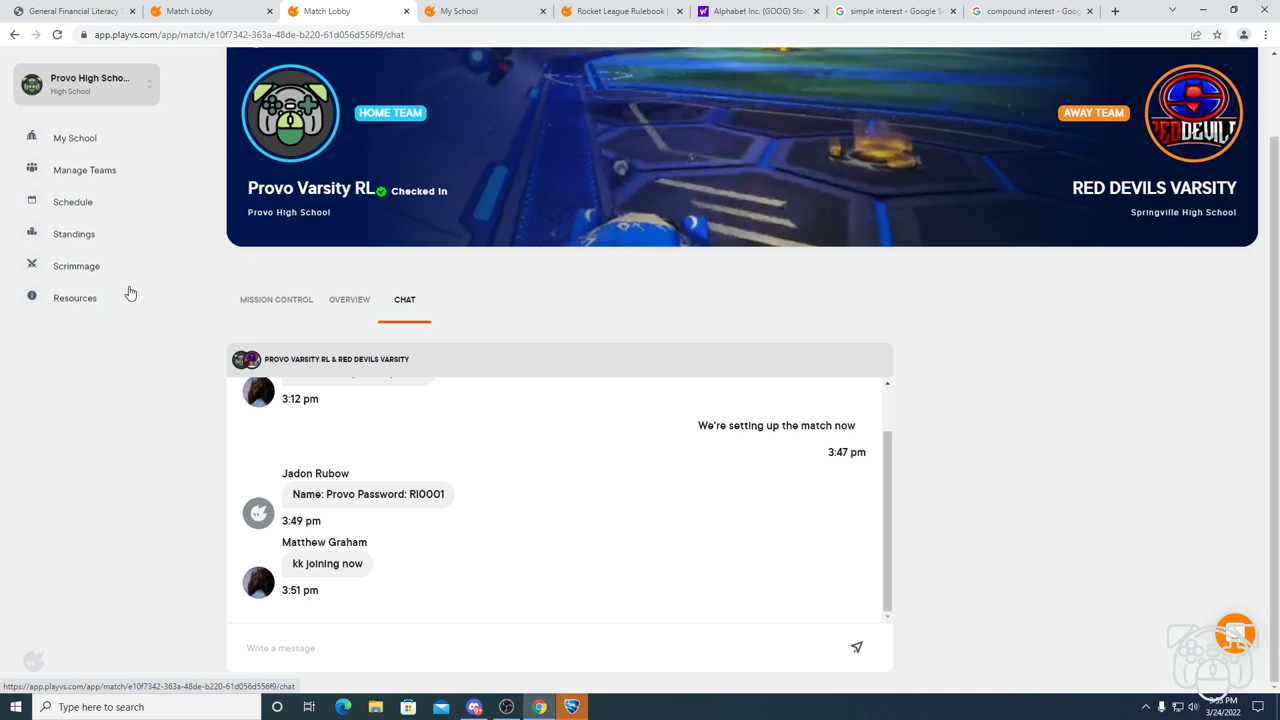 General Financial Literacy
Match Lobby
Match Lobby
My School
Rocket League Rulebook |
Alphabet Inc. (GOOG) Stoc
simple interest - Google Se
compound interest - Goog
app.playvs.com/app/match/e10f7342-363a-48de-b220-61d056d556f9/chat
Provo High Scho...
High School
My School
Manage Teams
Schedule
Standings
Scrimmage
Resources
HOME TEAM
AWAY TEAM
RED DEVILS
Provo Varsity RL
Checked In
RED DEVILS VARSITY
Provo High School
Springville High School
MISSION CONTROL
OVERVIEW
CHAT
PROVO VARSITY RL & RED DEVILS VARSITY
3:12 pm
We're setting up the match now
3:47 pm
Jadon Rubow
Name: Provo Password: Rl0001
3:49 pm
Matthew Graham
kk joining now
3:51 pm
Write a message
https://app.playvs.com/app/match/e10f7342-363a-48de-b220-61d056d556f9/chat
Type here to search
3:53 PM
3/24/2022